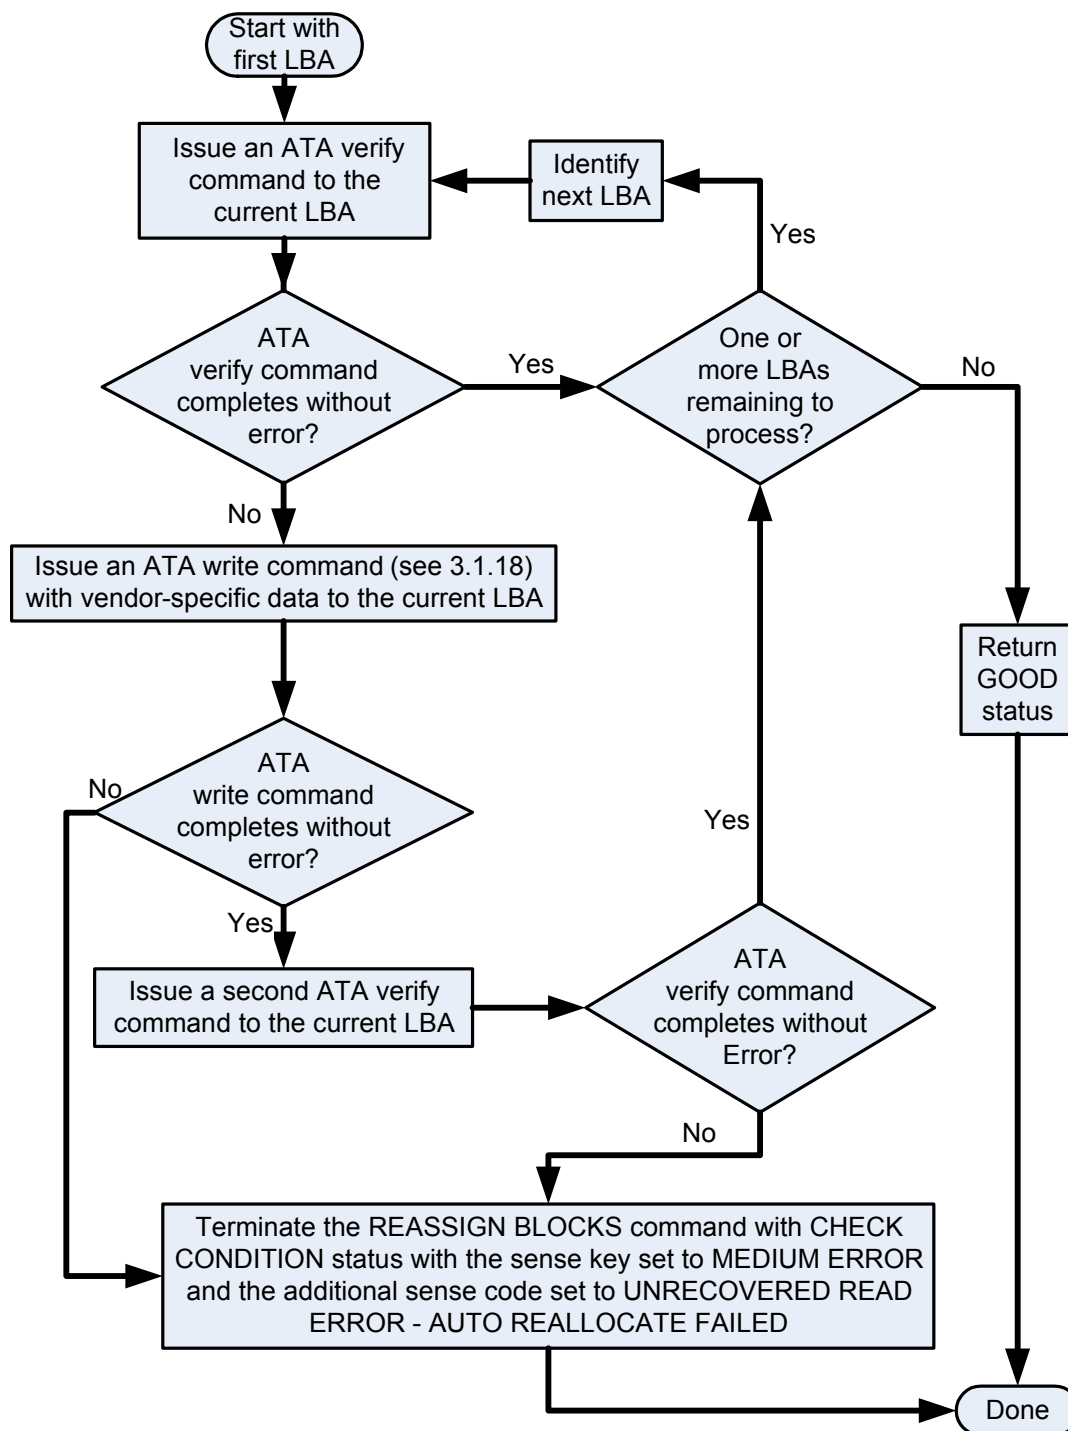 Start with
first LBA
Issue an ATA verify
command to the
current LBA
Identify
next LBA
Yes
ATA
verify command
completes without
error?
Yes
One or
more LBAs
remaining to
process?
No
No
Issue an ATA write command (see 3.1.18)
with vendor-specific data to the current LBA
Return
GOOD
status
ATA
write command
completes without
error?
No
Yes
Yes
Issue a second ATA verify
command to the current LBA
ATA
verify command
completes without
Error?
No
Terminate the REASSIGN BLOCKS command with CHECK
CONDITION status with the sense key set to MEDIUM ERROR
and the additional sense code set to UNRECOVERED READ
ERROR - AUTO REALLOCATE FAILED
Done